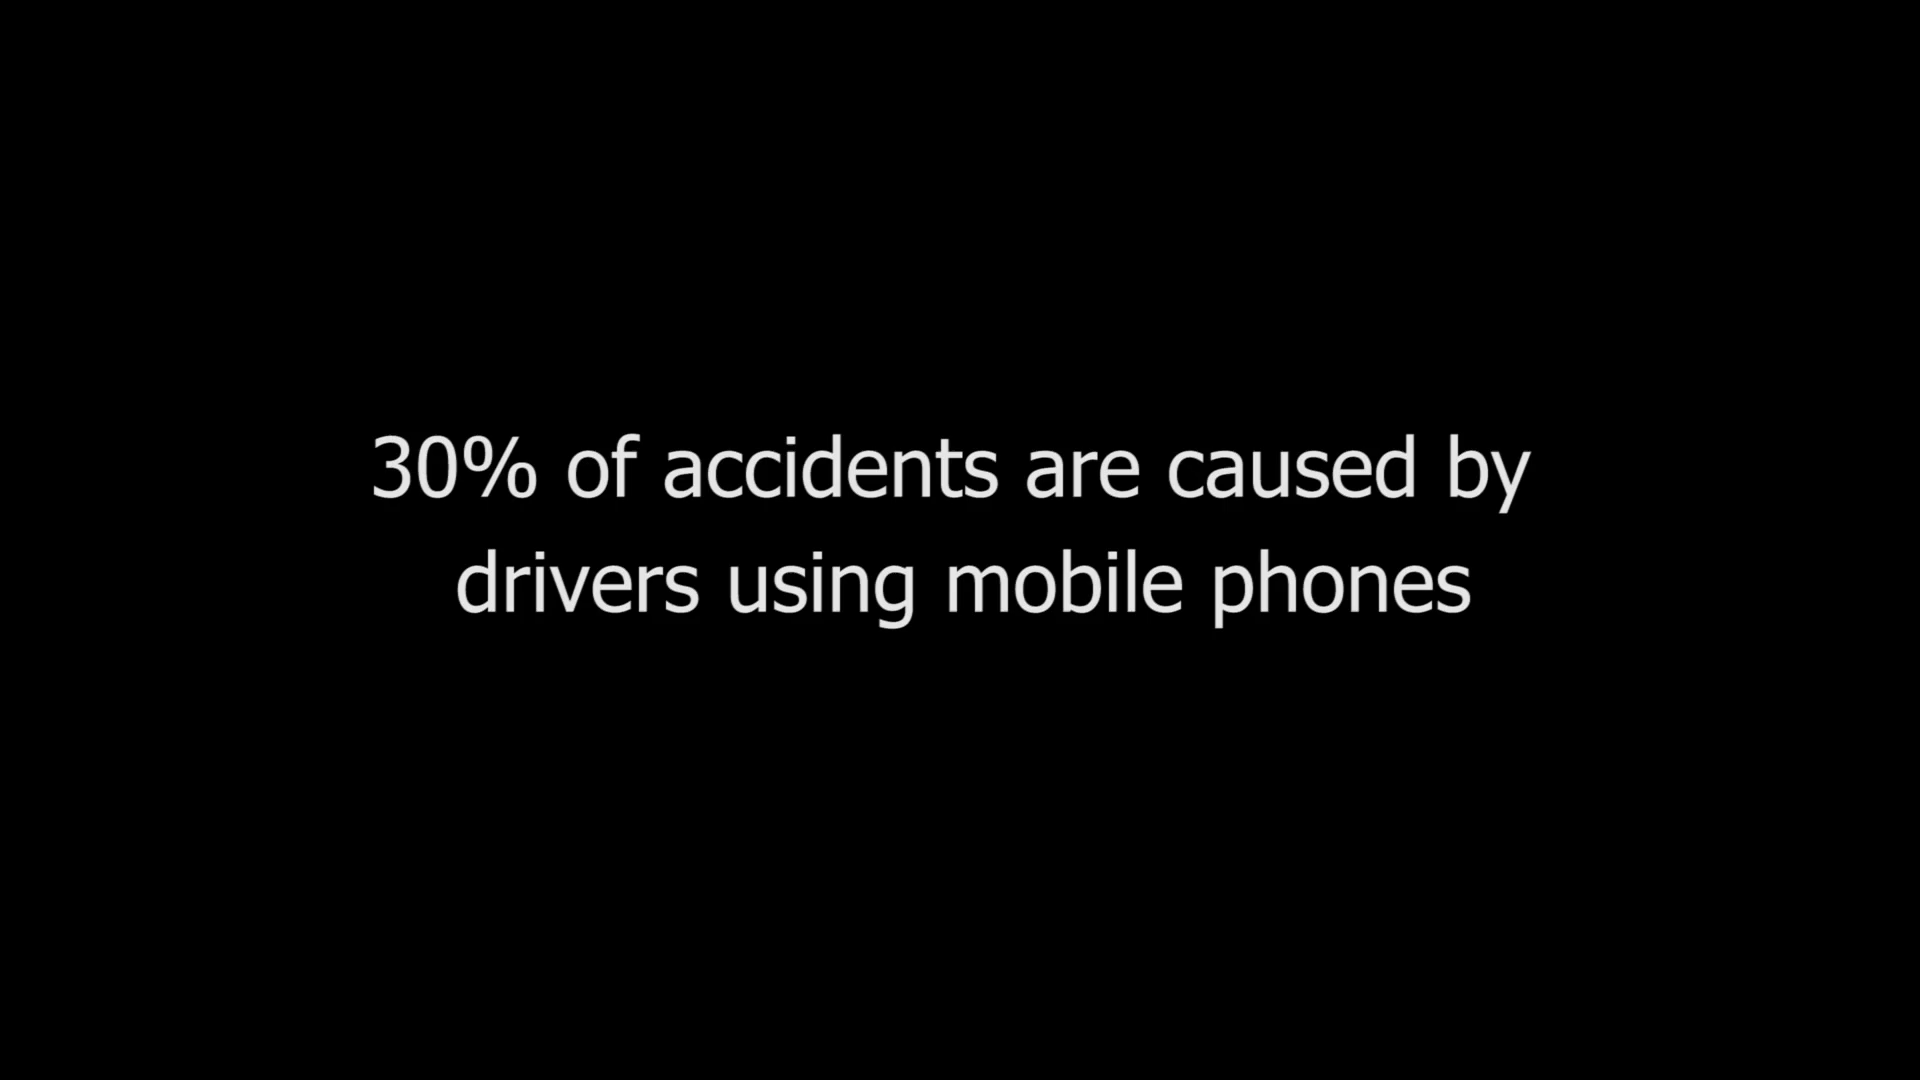 30% of accidents are caused by
drivers using mobile phones